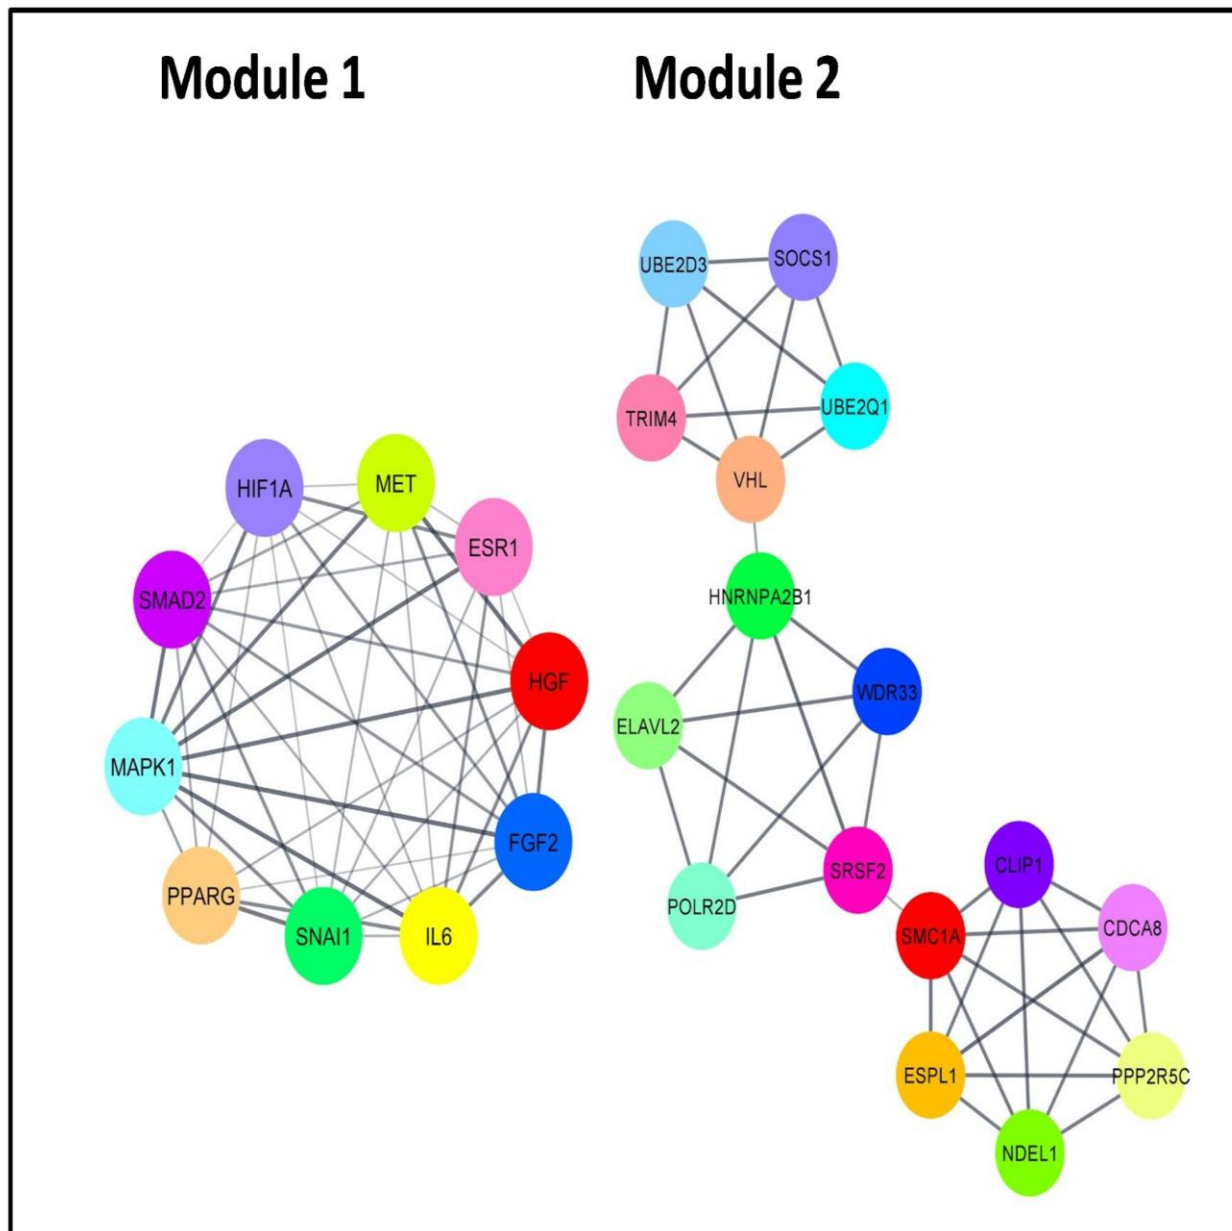 Module 1
Module 2
UBE2D3
SOCS1
TRIM4
UBE2Q1
VHL
HIF1A
MET
ESR1
SMAD2
HNRNPA2B1
HGF
WDR33
ELAVL2
MAPK1
FGF2
SRSF2
CLIP1
PPARG
POLR2D
SNAI1
IL6
SMC1A
CDCA8
ESPL1
PPP2R5C
NDEL1